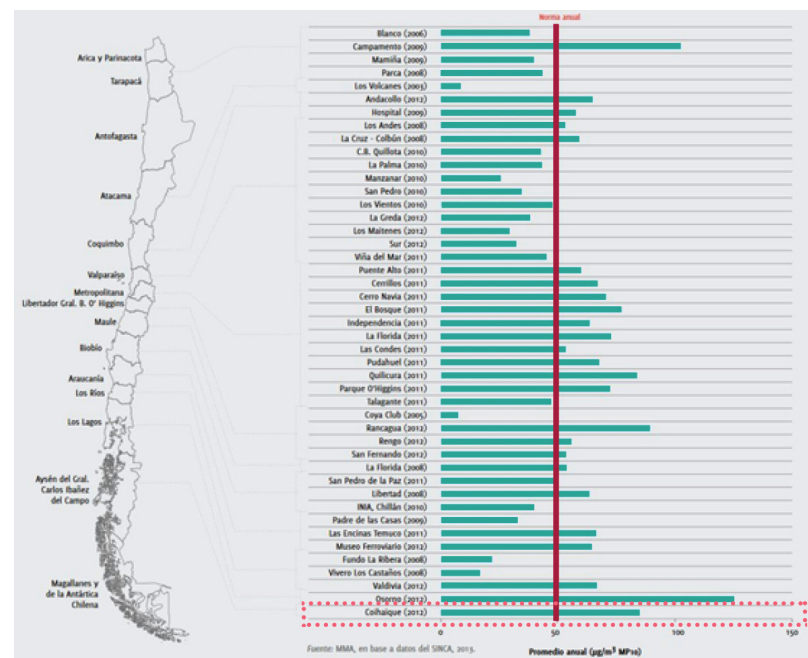 Norma anual
Arica y Parinacota
Tarapacá
Antofagasta
Atacama
Coquimbo
Valparaíso
Metropolitana
Libertador Gral. B. O' Higgins
Maule
Biobío
Araucanía
Los Ríos
Los Lagos
Aysén del Gral.
Carlos Ibañez
del Campo
Magallanes y
de la Antártica
Chilena
Blanco (2006)
Campamento (2009)
Mamiña (2009)
Parca (2008)
Los Volcanes (2003)
Andacollo (2012)
Hospital (2009)
Los Andes (2008)
La Cruz - Colbún (2008)
C.B. Quillota (2010)
La Palma (2010)
Manzanar (2010)
San Pedro (2010)
Los Vientos (2010)
La Greda (2012)
Los Maitenes (2012)
Sur (2012)
Viña del Mar (2011)
Puente Alto (2011)
Cerrillos (2011)
Cerro Navia (2011)
El Bosque (2011)
Independencia (2011)
La Florida (2011)
Las Condes (2011)
Pudahuel (2011)
Quilicura (2011)
Parque O'Higgins (2011)
Talagante (2011)
Coya Club (2005)
Rancagua (2012)
Rengo (2012)
San Fernando (2012)
La Florida (2008)
San Pedro de la Paz (2011)
Libertad (2008)
INIA, Chillán (2010)
Padre de las Casas (2009)
Las Encinas Temuco (2011)
Museo Ferroviario (2012)
Fundo La Ribera (2008)
Vivero Los Castaños (2008)
Valdivia (2012)
Osorno (2012)
Coihaique (2012)
0 50 100 150
Fuente: MMA, en base a datos del SINCA, 2013.
Promedio anual (µg/m³ MP10)